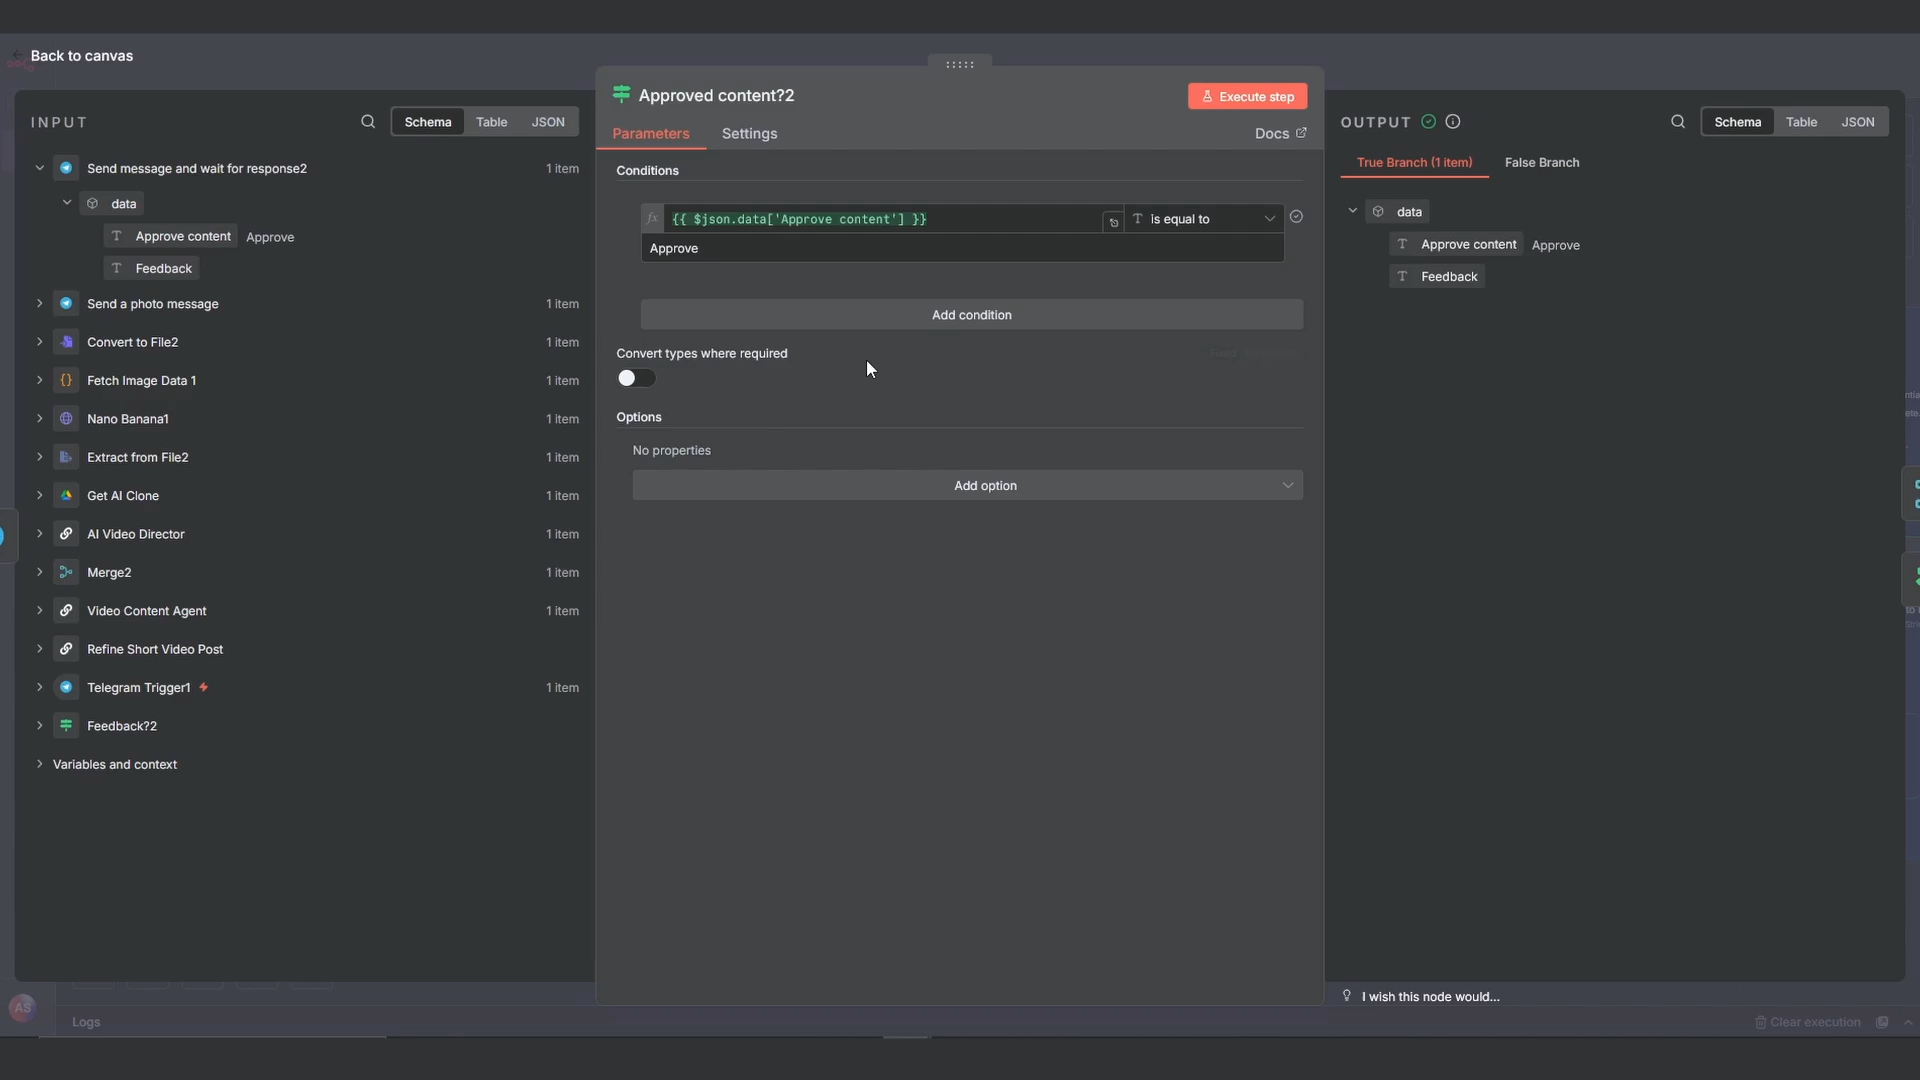 Back to canvas
INPUT
Schema Table JSON
Send message and wait for response2 1 item
data
T Approve content Approve
T Feedback
Send a photo message 1 item
Convert to File2 1 item
Fetch Image Data 1 1 item
Nano Banana1 1 item
Extract from File2 1 item
Get AI Clone 1 item
AI Video Director 1 item
Merge2 1 item
Video Content Agent 1 item
Refine Short Video Post
Telegram Trigger1 1 item
Feedback?2
Variables and context
AS
Logs
Approved content?2
Execute step
Parameters Settings Docs
Conditions
fx {{ $json.data['Approve content'] }} T is equal to
Approve
Add condition
Convert types where required
Options
No properties
Add option
OUTPUT
Schema Table JSON
True Branch (1 item) False Branch
data
T Approve content Approve
T Feedback
I wish this node would...
Clear execution